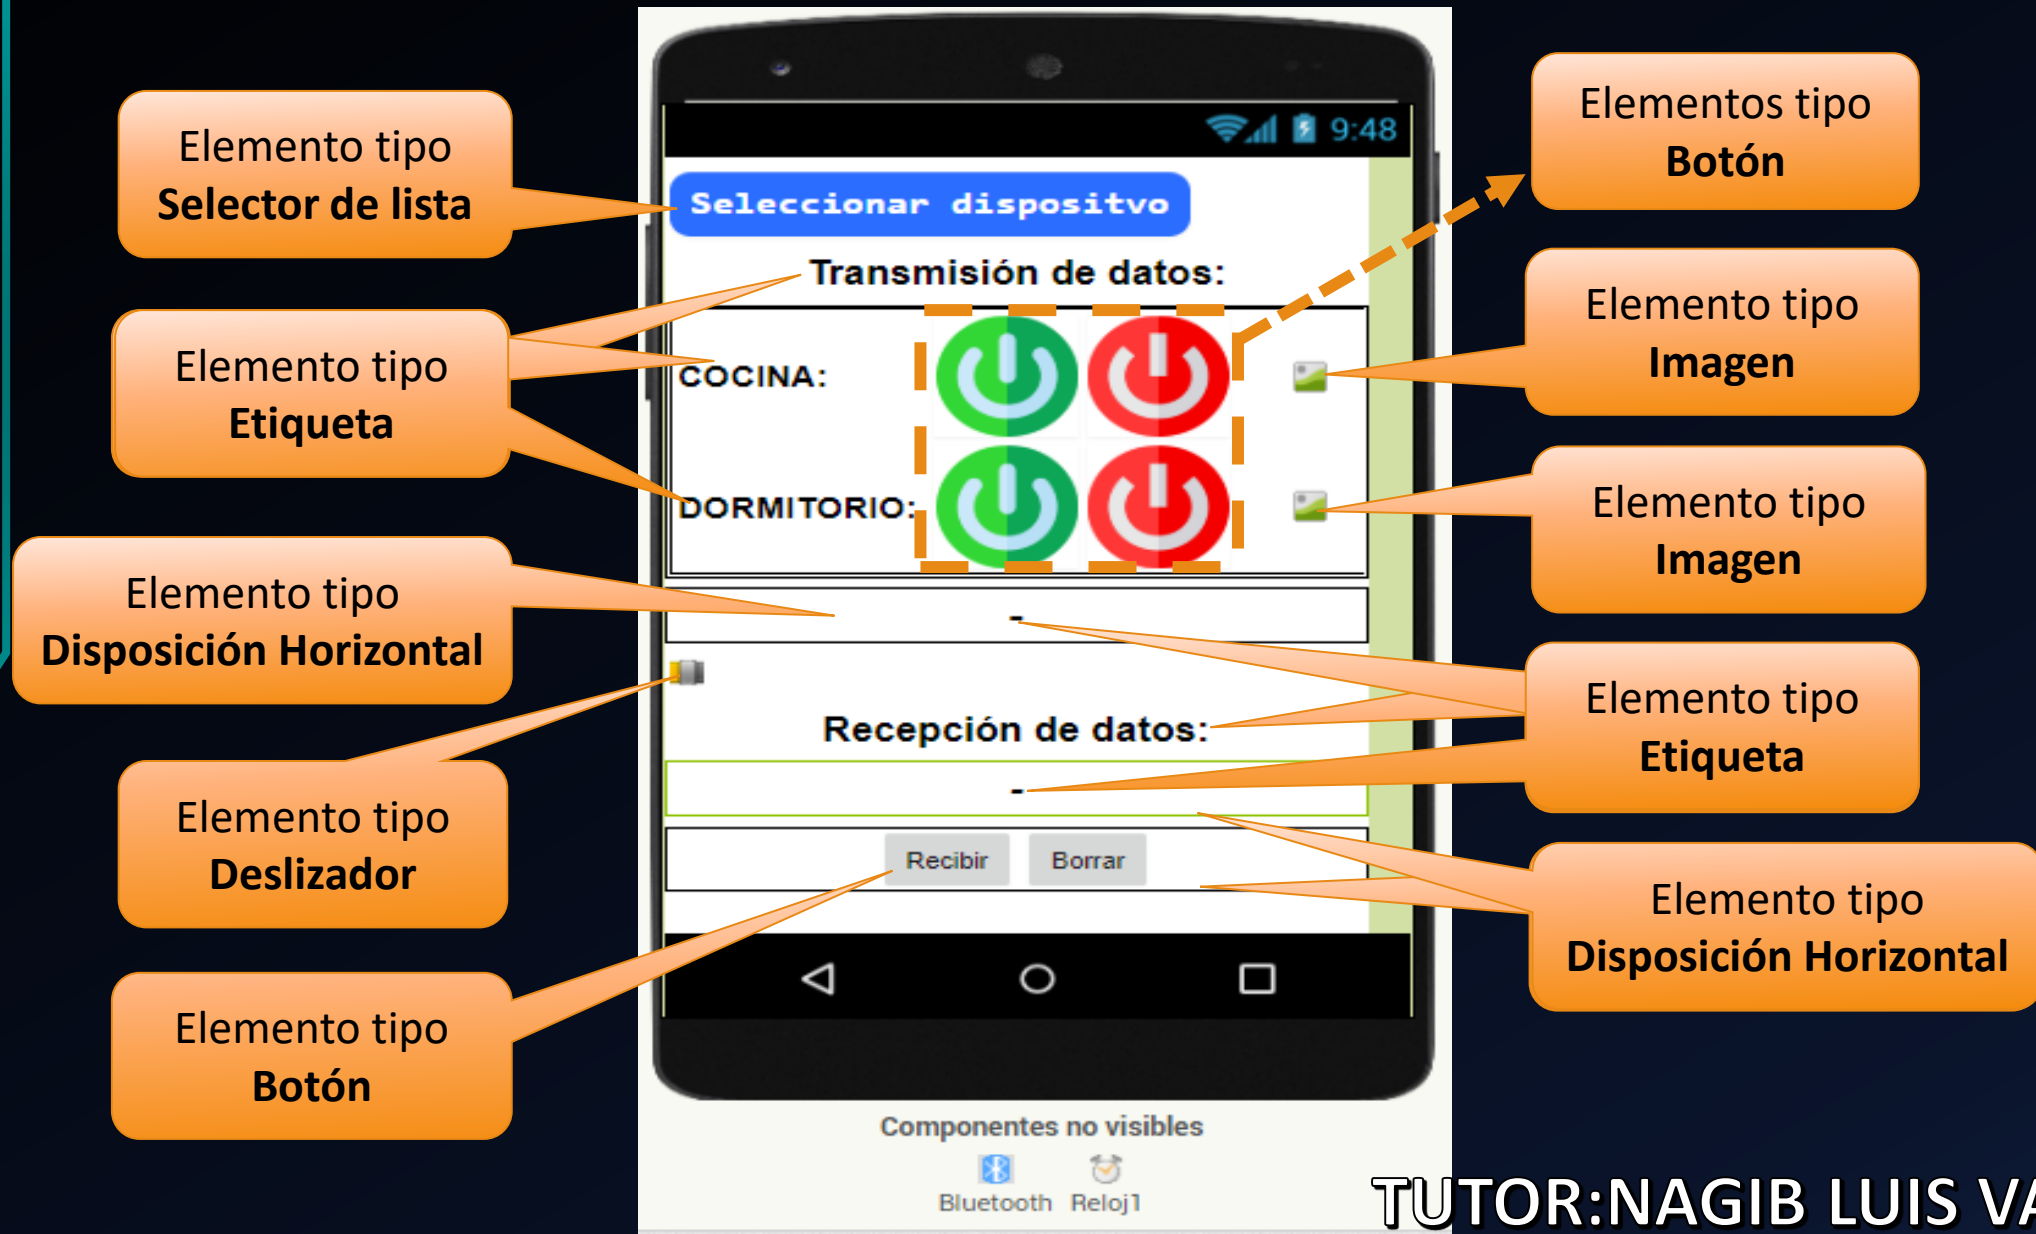 Elemento tipo
Selector de lista
Elemento tipo
Etiqueta
Elemento tipo
Disposición Horizontal
Elemento tipo
Deslizador
Elemento tipo
Botón
9:48
Seleccionar dispositvo
Transmisión de datos:
COCINA:
DORMITORIO:
-
Recepción de datos:
-
Recibir Borrar
Componentes no visibles
Bluetooth Reloj1
Elementos tipo
Botón
Elemento tipo
Imagen
Elemento tipo
Imagen
Elemento tipo
Etiqueta
Elemento tipo
Disposición Horizontal
TUTOR:NAGIB LUIS VA